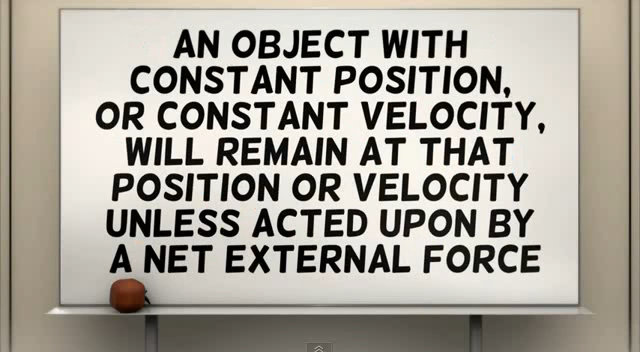 AN OBJECT WITH
CONSTANT POSITION,
OR CONSTANT VELOCITY,
WILL REMAIN AT THAT
POSITION OR VELOCITY
UNLESS ACTED UPON BY
A NET EXTERNAL FORCE